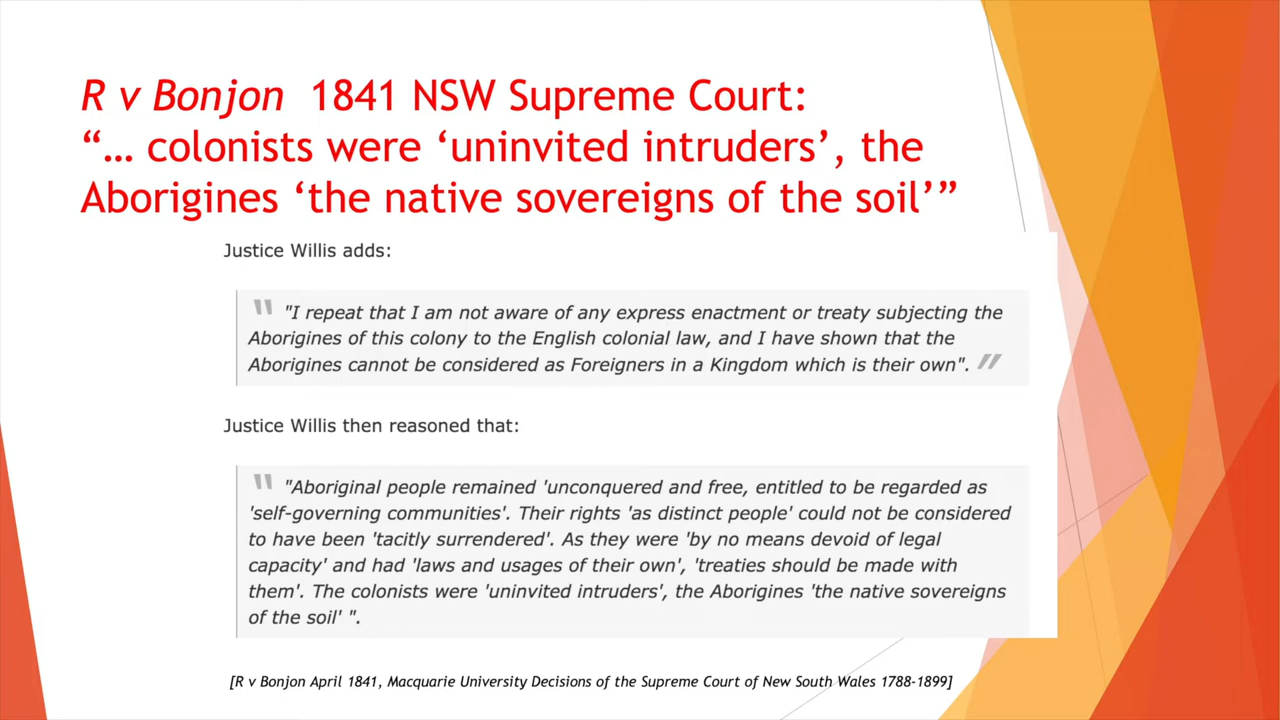 R v Bonjon 1841 NSW Supreme Court:
“… colonists were ‘uninvited intruders’, the
Aborigines ‘the native sovereigns of the soil’”
Justice Willis adds:
" "I repeat that I am not aware of any express enactment or treaty subjecting the
Aborigines of this colony to the English colonial law, and I have shown that the
Aborigines cannot be considered as Foreigners in a Kingdom which is their own". "
Justice Willis then reasoned that:
" "Aboriginal people remained 'unconquered and free, entitled to be regarded as
'self-governing communities'. Their rights 'as distinct people' could not be considered
to have been 'tacitly surrendered'. As they were 'by no means devoid of legal
capacity' and had 'laws and usages of their own', 'treaties should be made with
them'. The colonists were 'uninvited intruders', the Aborigines 'the native sovereigns
of the soil' ".
[R v Bonjon April 1841, Macquarie University Decisions of the Supreme Court of New South Wales 1788-1899]